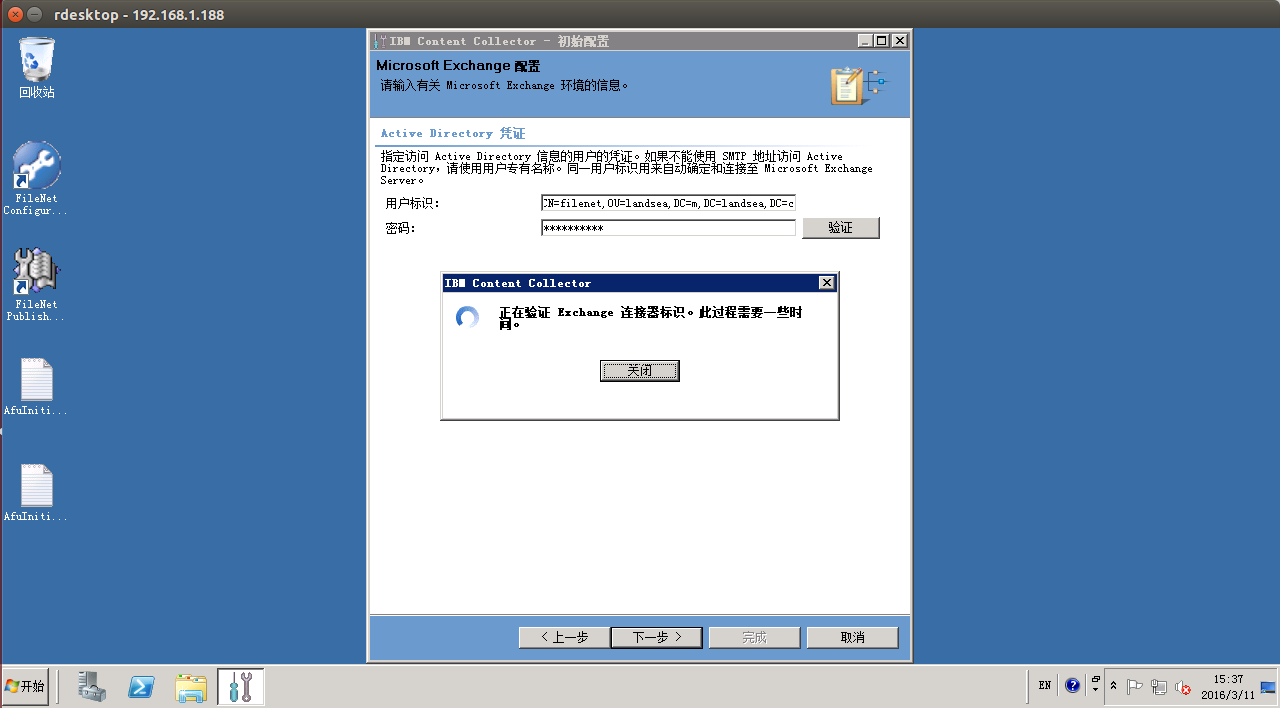 rdesktop - 192.168.1.188
回收站
FileNet
Configur...
FileNet
Publish...
AfuIniti...
AfuIniti...
IBM Content Collector - 初始配置
Microsoft Exchange 配置
请输入有关 Microsoft Exchange 环境的信息。
Active Directory 凭证
指定访问 Active Directory 信息的用户的凭证。如果不能使用 SMTP 地址访问 Active
Directory，请使用用户专有名称。同一用户标识用来自动确定和连接至 Microsoft Exchange
Server。
用户标识：
CN=filenet,OU=landsea,DC=m,DC=landsea,DC=c
密码：
**********
验证
IBM Content Collector
正在验证 Exchange 连接器标识。此过程需要一些时
间。
关闭
< 上一步
下一步 >
完成
取消
开始
EN
15:37
2016/3/11